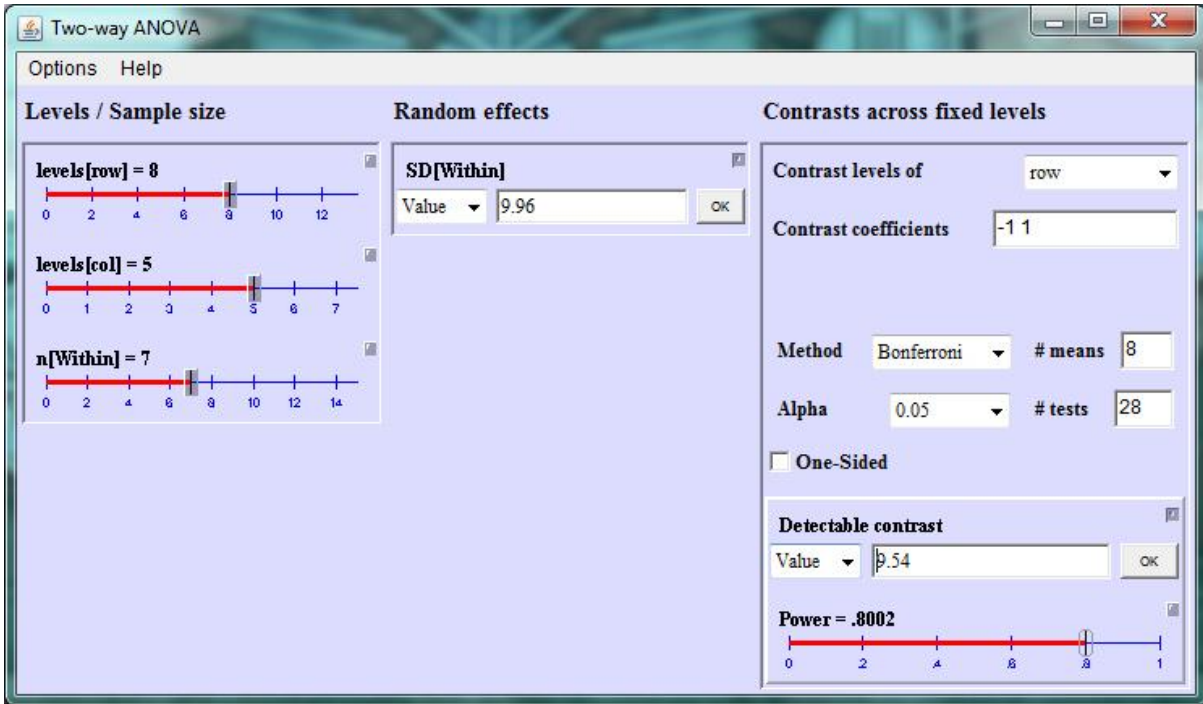 Two-way ANOVA
Options Help
Levels / Sample size
levels[row] = 8
0 2 4 6 8 10 12
levels[col] = 5
0 1 2 3 4 5 6 7
n[Within] = 7
0 2 4 6 8 10 12 14
Random effects
SD[Within]
Value 9.96 OK
Contrasts across fixed levels
Contrast levels of row
Contrast coefficients -1 1
Method Bonferroni # means 8
Alpha 0.05 # tests 28
One-Sided
Detectable contrast
Value 9.54 OK
Power = .8002
0 .2 .4 .6 .8 1